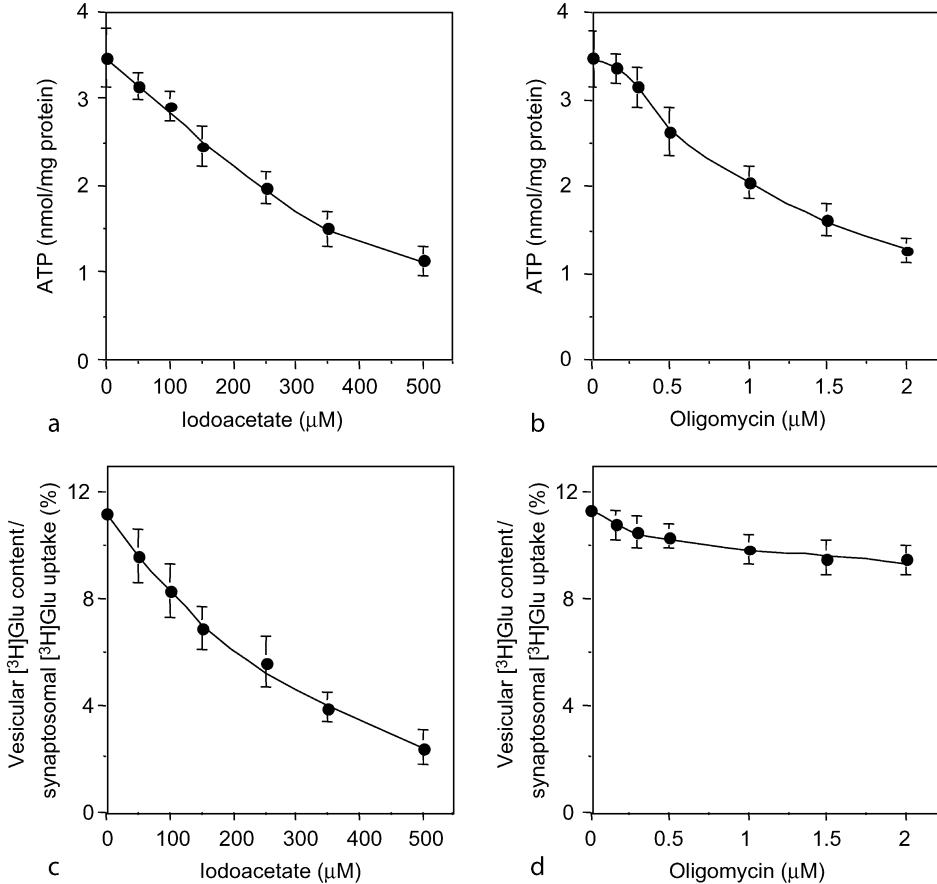 4
3
2
1
0
ATP (nmol/mg protein)
0 100 200 300 400 500
Iodoacetate (μM)
a
4
3
2
1
0
ATP (nmol/mg protein)
0 0.5 1 1.5 2
Oligomycin (μM)
b
12
8
4
0
Vesicular [³H]Glu content/
synaptosomal [³H]Glu uptake (%)
0 100 200 300 400 500
Iodoacetate (μM)
c
12
8
4
0
Vesicular [³H]Glu content/
synaptosomal [³H]Glu uptake (%)
0 0.5 1 1.5 2
Oligomycin (μM)
d